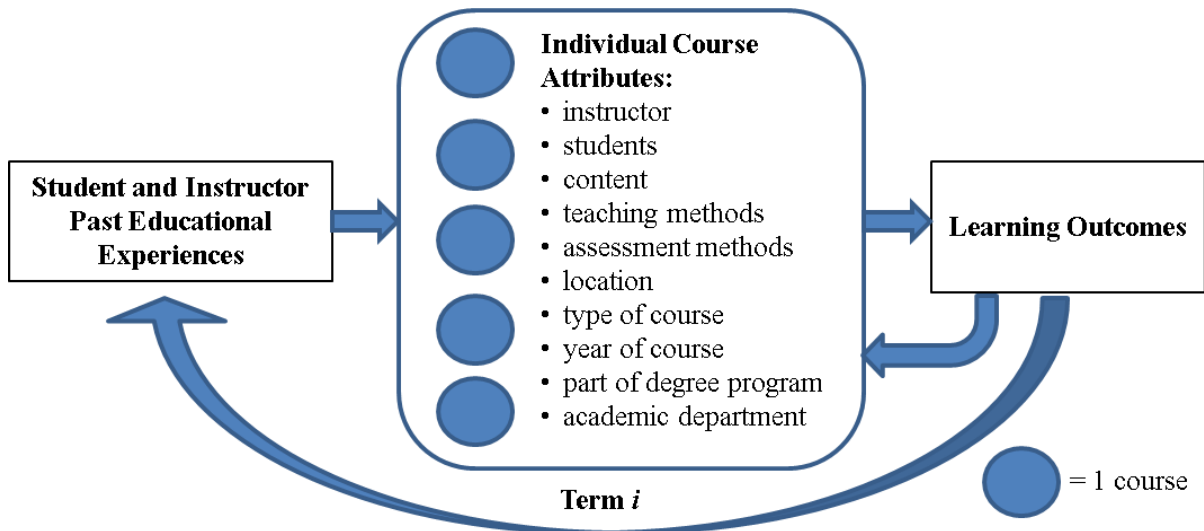 Student and Instructor
Past Educational
Experiences
Individual Course
Attributes:
• instructor
• students
• content
• teaching methods
• assessment methods
• location
• type of course
• year of course
• part of degree program
• academic department
Learning Outcomes
Term i
= 1 course